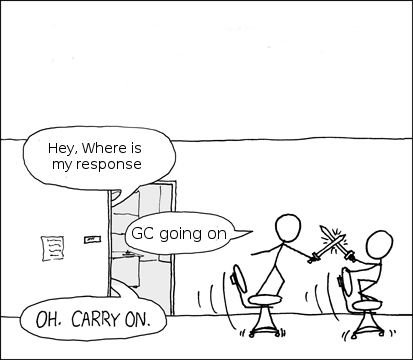 Hey, Where is
my response
GC going on
OH. CARRY ON.